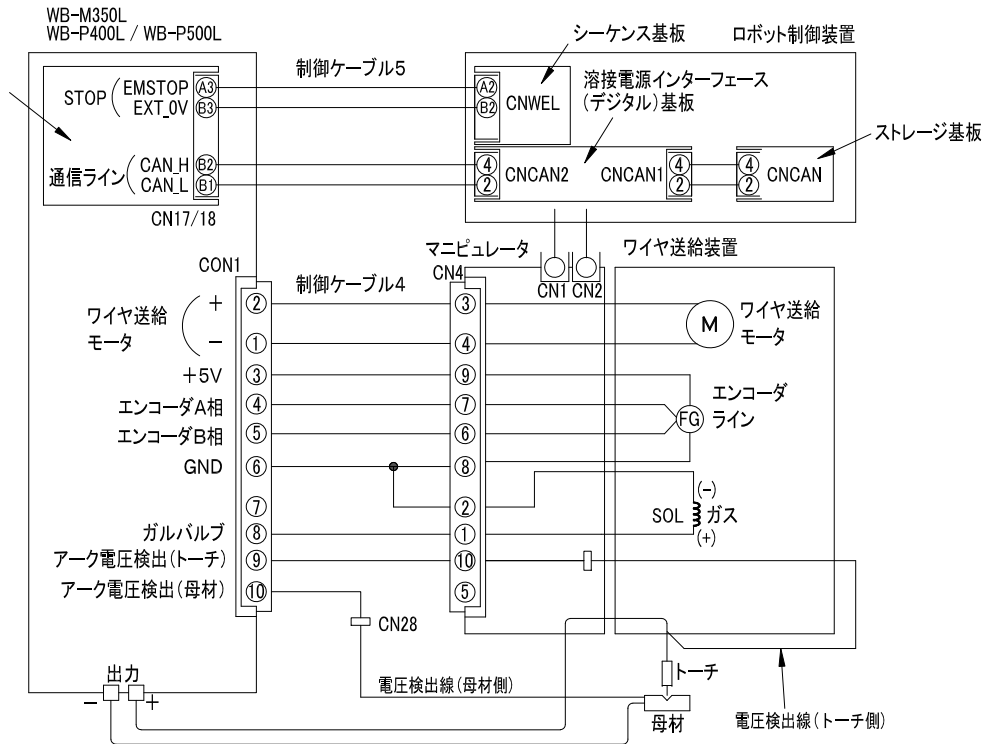 WB-M350L
WB-P400L / WB-P500L
シーケンス基板
ロボット制御装置
制御ケーブル5
STOP
EMSTOP
EXT_0V
A3
B3
A2
B2
CNWEL
溶接電源インターフェース
(デジタル)基板
ストレージ基板
通信ライン
CAN_H
CAN_L
B2
B1
4
2
CNCAN2
CNCAN1
4
2
4
2
CNCAN
CN17/18
マニピュレータ
ワイヤ送給装置
CON1
制御ケーブル4
CN4
CN1
CN2
ワイヤ送給
モータ
+
−
2
3
M
ワイヤ送給
モータ
1
4
+5V
3
9
エンコーダA相
4
7
エンコーダ
ライン
FG
エンコーダB相
5
6
GND
6
8
7
2
(-)
SOL
ガス
(+)
ガルバルブ
8
1
アーク電圧検出(トーチ)
9
10
アーク電圧検出(母材)
10
5
CN28
出力
−
+
電圧検出線(母材側)
トーチ
母材
電圧検出線(トーチ側)